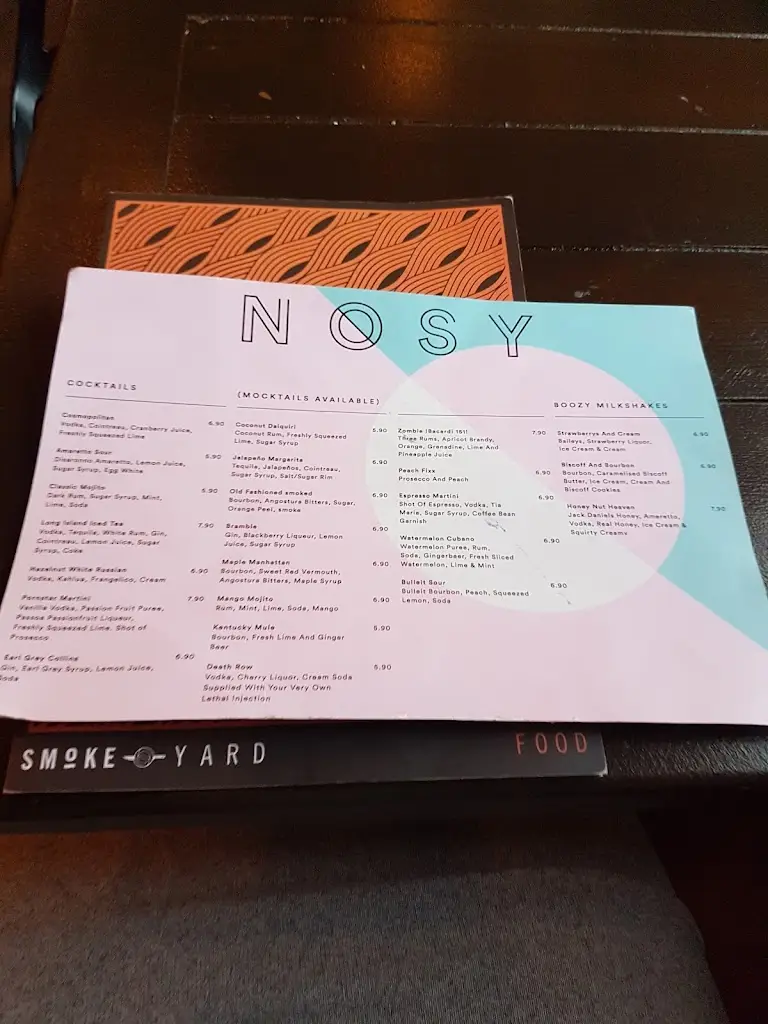 NOSY
COCKTAILS
Cosmopolitan 6.90
Vodka, Cointreau, Cranberry Juice,
Freshly Squeezed Lime
Amaretto Sour 5.90
Disaronno Amaretto, Lemon Juice,
Sugar Syrup, Egg White
Classic Mojito 5.90
Dark Rum, Sugar Syrup, Mint,
Lime, Soda
Long Island Iced Tea 7.90
Vodka, Tequila, White Rum, Gin,
Cointreau, Lemon Juice, Sugar
Syrup, Coke
Hazelnut White Russian 6.90
Vodka, Kahlua, Frangelico, Cream
Pornstar Martini 7.90
Vanilla Vodka, Passion Fruit Puree,
Passoa Passionfruit Liqueur,
Freshly Squeezed Lime. Shot of
Prosecco
Earl Grey Collins 6.90
Gin, Earl Grey Syrup, Lemon Juice,
Soda
(MOCKTAILS AVAILABLE)
Coconut Daiquiri 5.90
Coconut Rum, Freshly Squeezed
Lime, Sugar Syrup
Jalapeño Margarita 6.90
Tequila, Jalapeños, Cointreau,
Sugar Syrup, Salt/Sugar Rim
Old Fashioned smoked 6.90
Bourbon, Angostura Bitters, Sugar,
Orange Peel, smoke
Bramble 6.90
Gin, Blackberry Liqueur, Lemon
Juice, Sugar Syrup
Maple Manhattan 6.90
Bourbon, Sweet Red Vermouth,
Angostura Bitters, Maple Syrup
Mango Mojito 6.90
Rum, Mint, Lime, Soda, Mango
Kentucky Mule 5.90
Bourbon, Fresh Lime And Ginger
Beer
Death Row 5.90
Vodka, Cherry Liquor, Cream Soda
Supplied With Your Very Own
Lethal Injection
Zombie (Bacardi 151) 7.90
Three Rums, Apricot Brandy,
Orange, Grenadine, Lime And
Pineapple Juice
Peach Fixx 6.90
Prosecco And Peach
Espresso Martini 6.90
Shot Of Espresso, Vodka, Tia
Maria, Sugar Syrup, Coffee Bean
Garnish
Watermelon Cubano 6.90
Watermelon Puree, Rum,
Soda, Gingerbeer, Fresh Sliced
Watermelon, Lime & Mint
Bulleit Sour 6.90
Bulleit Bourbon, Peach, Squeezed
Lemon, Soda
BOOZY MILKSHAKES
Strawberrys And Cream 6.90
Baileys, Strawberry Liquor,
Ice Cream & Cream
Biscoff And Bourbon 6.90
Bourbon, Caramelised Biscoff
Butter, Ice Cream, Cream And
Biscoff Cookies
Honey Nut Heaven 7.90
Jack Daniels Honey, Amaretto,
Vodka, Real Honey, Ice Cream &
Squirty Creamy
SMOKE YARD
FOOD